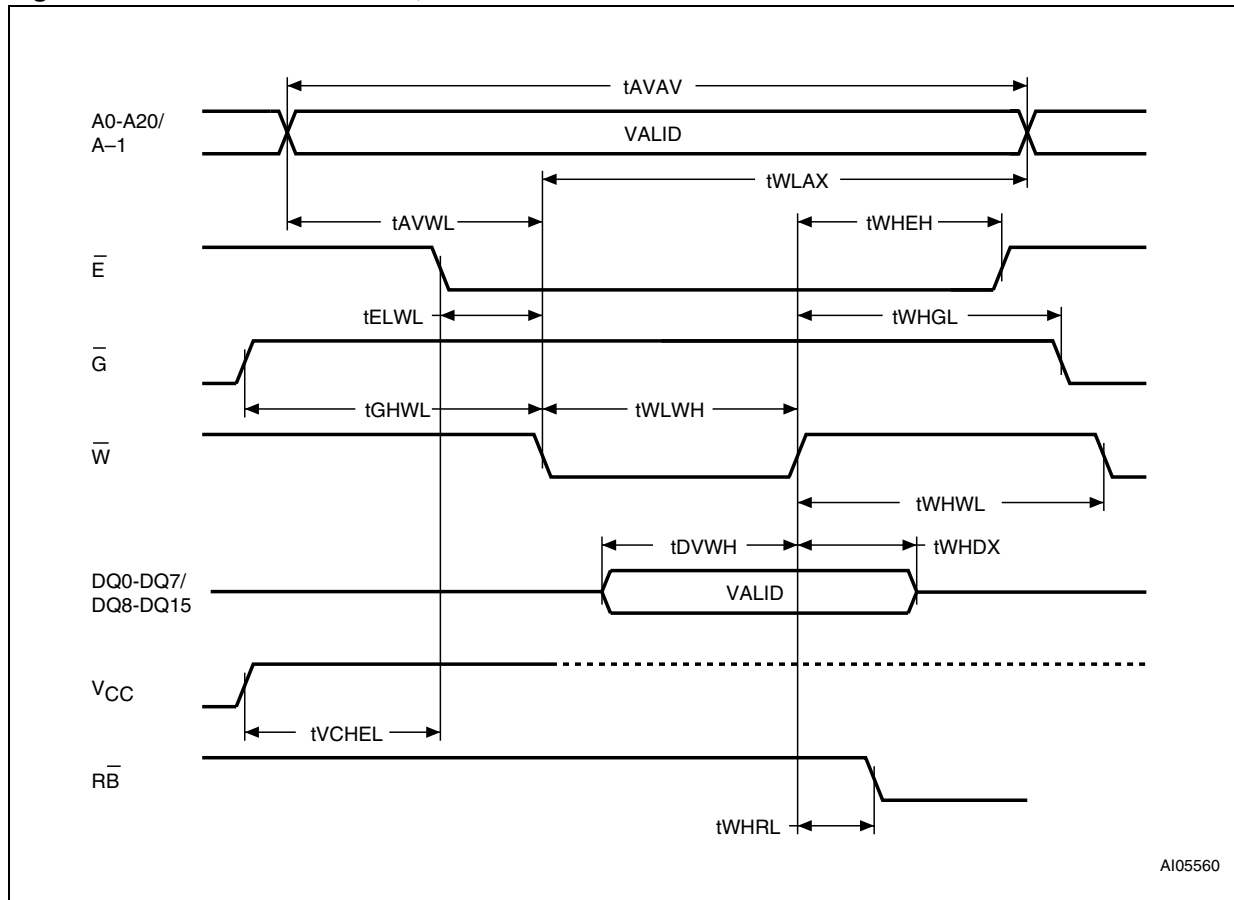 tAVAV
A0-A20/
A–1
VALID
tWLAX
tAVWL
tWHEH
E̅
tELWL
tWHGL
G̅
tGHWL
tWLWH
W̅
tWHWL
tDVWH
tWHDX
DQ0-DQ7/
DQ8-DQ15
VALID
VCC
tVCHEL
RB̅
tWHRL
AI05560